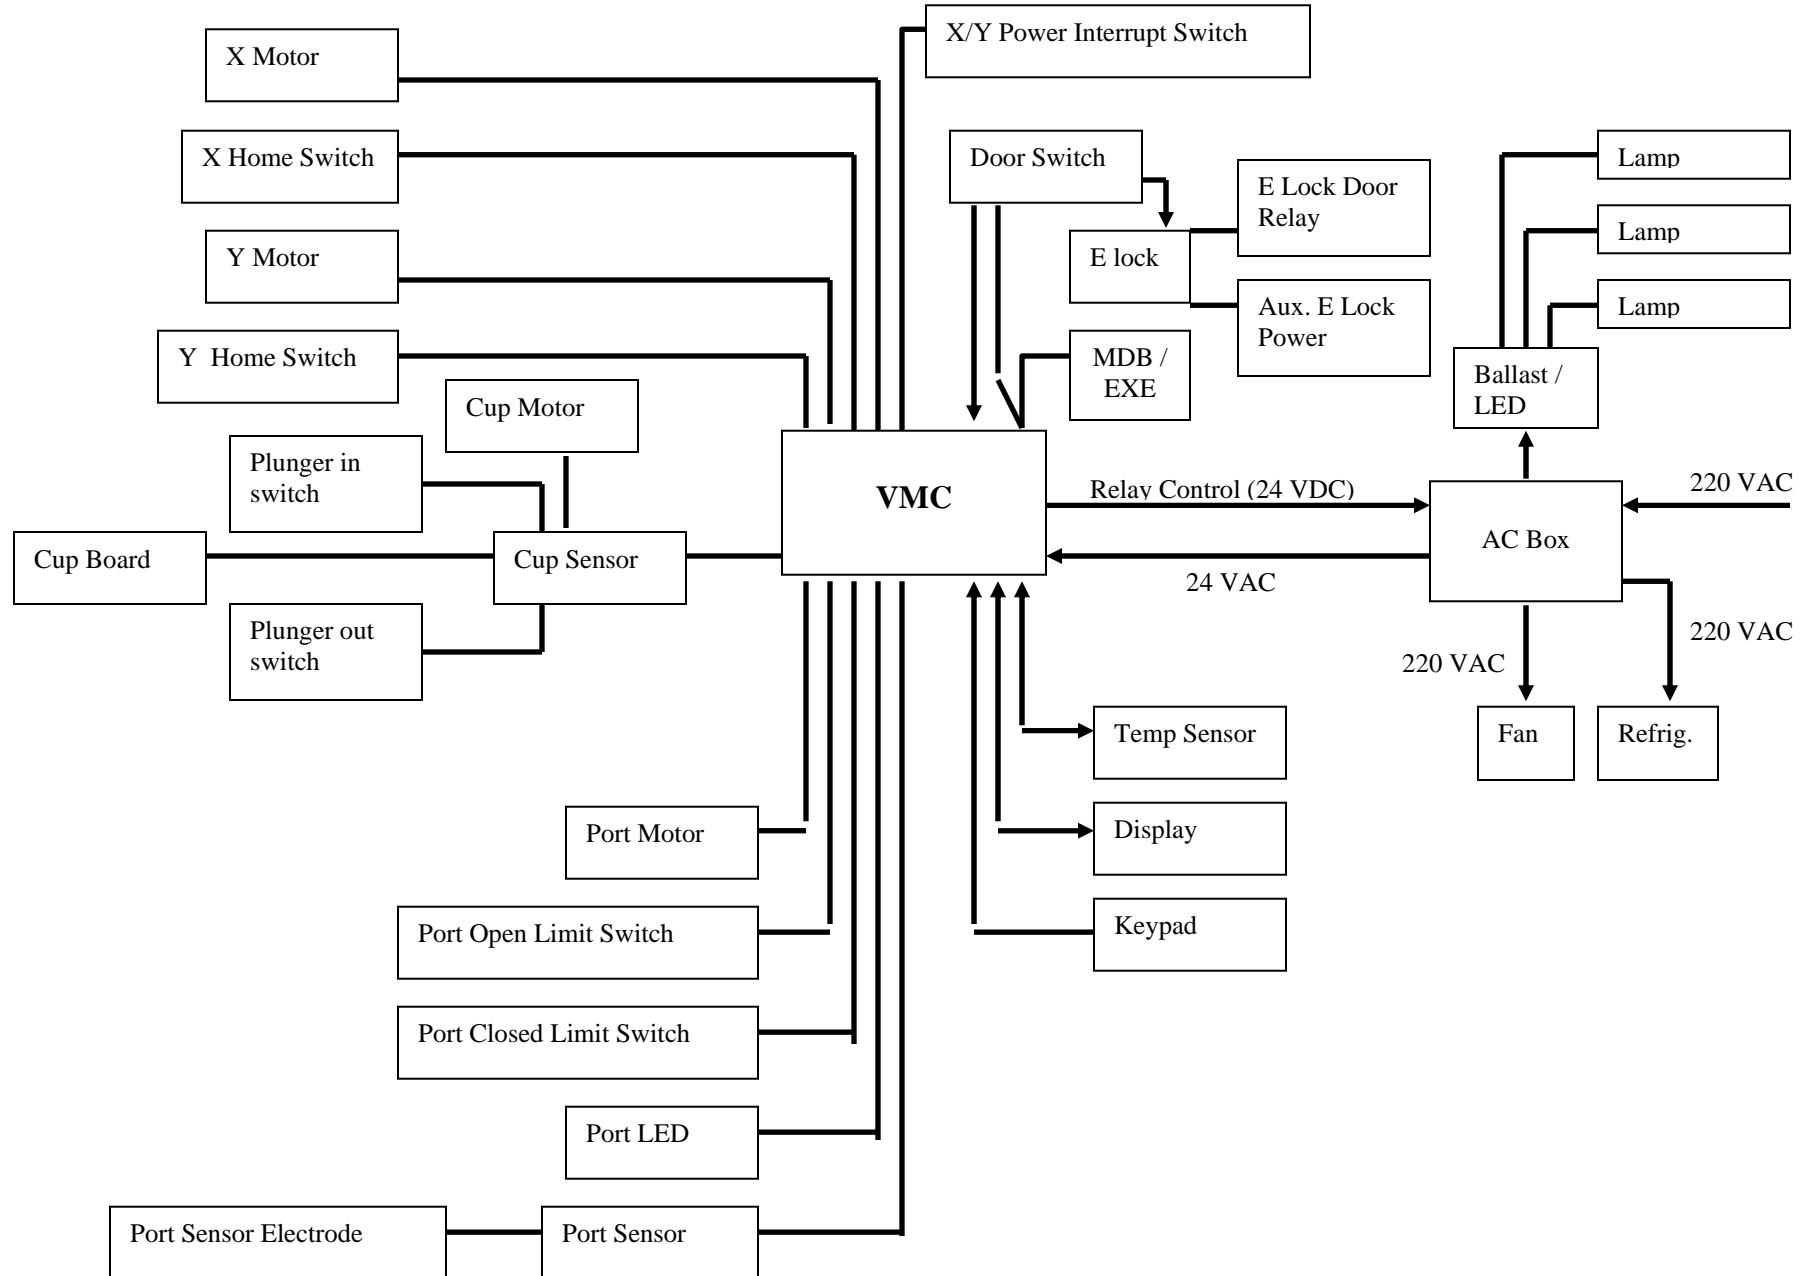 X/Y Power Interrupt Switch
X Motor
X Home Switch
Door Switch
Lamp
E Lock Door
Relay
Lamp
Y Motor
E lock
Aux. E Lock
Power
Lamp
Y  Home Switch
MDB /
EXE
Ballast /
LED
Cup Motor
Plunger in
switch
VMC
Relay Control (24 VDC)
220 VAC
AC Box
Cup Board
Cup Sensor
24 VAC
Plunger out
switch
220 VAC
220 VAC
Temp Sensor
Fan
Refrig.
Port Motor
Display
Port Open Limit Switch
Keypad
Port Closed Limit Switch
Port LED
Port Sensor Electrode
Port Sensor